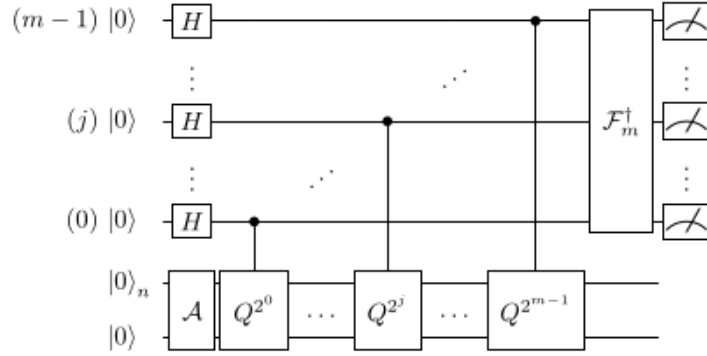 (m − 1) |0⟩ H
⋮ ⋰ ⋮
(j) |0⟩ H ℱ†ₘ
⋮ ⋰ ⋮
(0) |0⟩ H
|0⟩ₙ
𝒜 Q^{2^0} ... Q^{2^j} ... Q^{2^{m−1}}
|0⟩